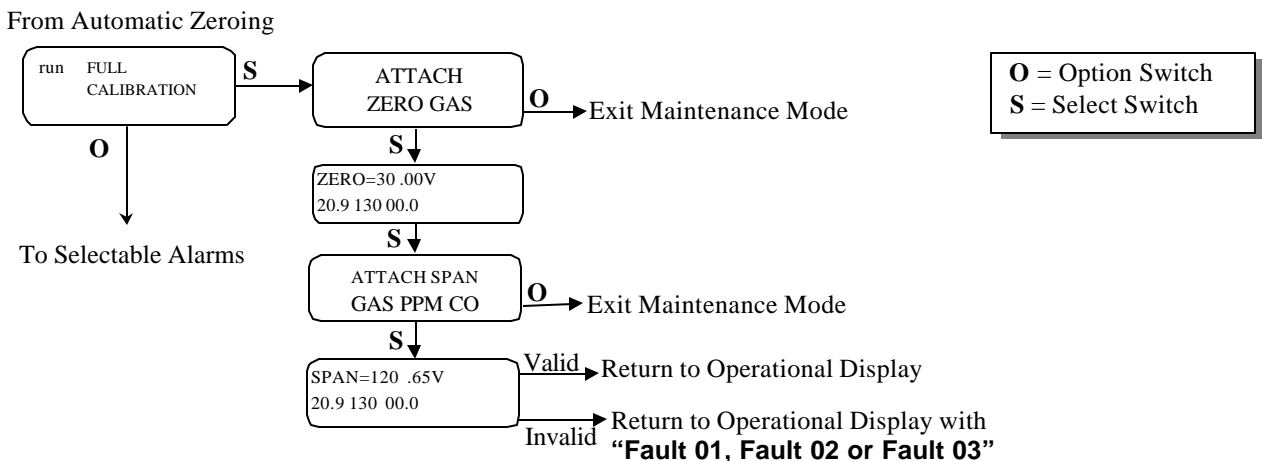 From Automatic Zeroing
run FULL
CALIBRATION
S
O
To Selectable Alarms
ATTACH
ZERO GAS
O
Exit Maintenance Mode
S
ZERO=30 .00V
20.9 130 00.0
S
ATTACH SPAN
GAS PPM CO
O
Exit Maintenance Mode
S
SPAN=120 .65V
20.9 130 00.0
Valid
Return to Operational Display
Invalid
Return to Operational Display with
“Fault 01, Fault 02 or Fault 03”
O = Option Switch
S = Select Switch